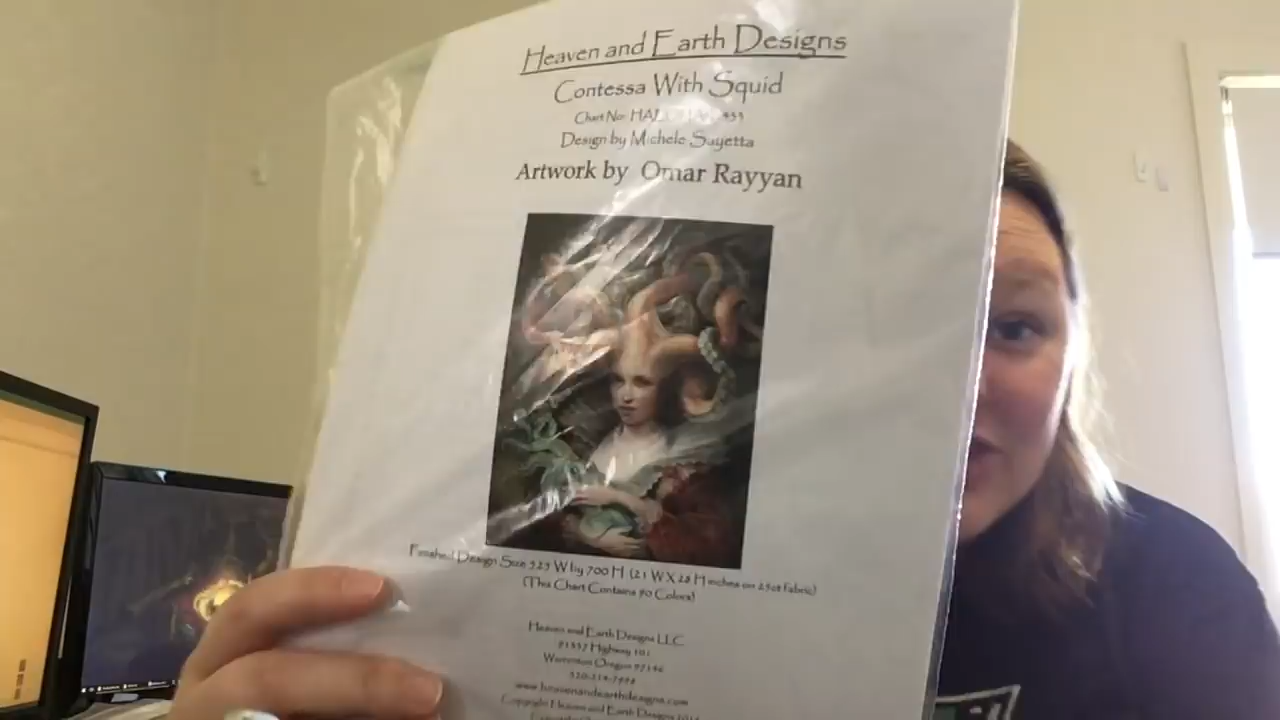 Heaven and Earth Designs
Contessa With Squid
Chart No: HAE
Design by Michele Sayetta
Artwork by Omar Rayyan
Finished Design Size 525 W by 700 H (21 W X 28 H inches on 25ct fabric)
(This Chart Contains 90 Colors)
Heaven and Earth Designs LLC
Highway 101
Warrenton Oregon 97146
www.heavenandearthdesigns.com
Copyright Heaven and Earth Designs